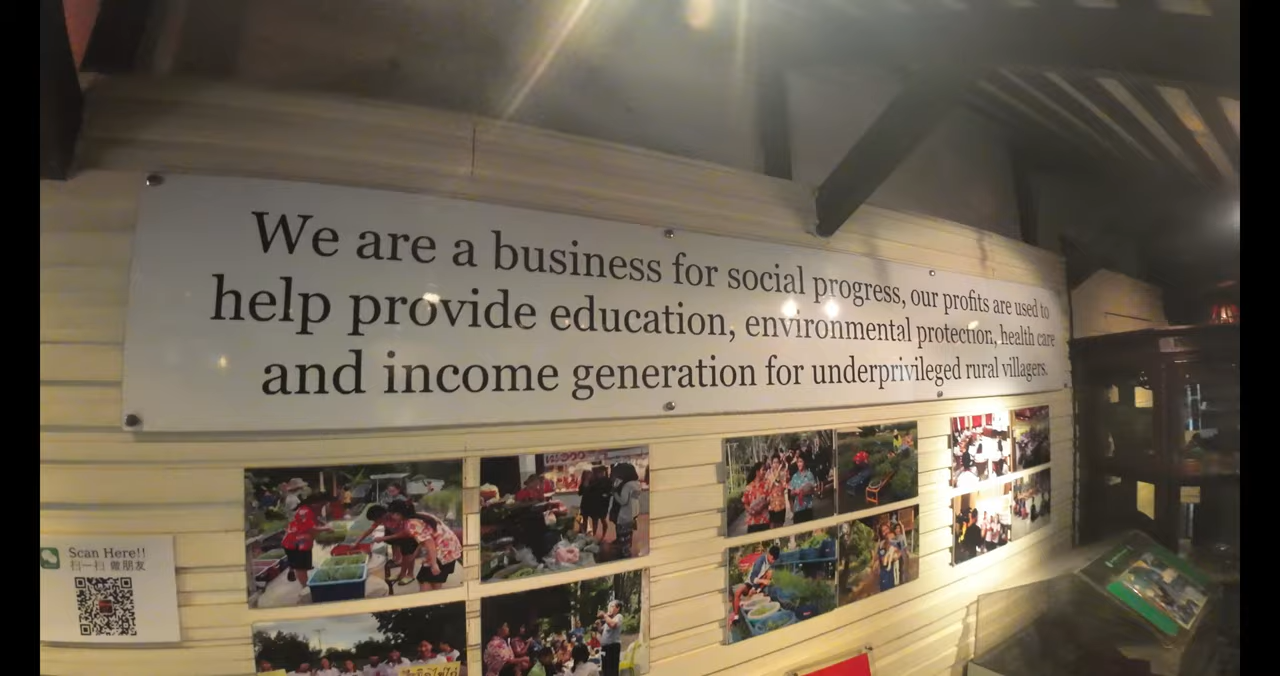 We are a business for social progress, our profits are used to
help provide education, environmental protection, health care
and income generation for underprivileged rural villagers.
Scan Here!!
扫一扫 做朋友